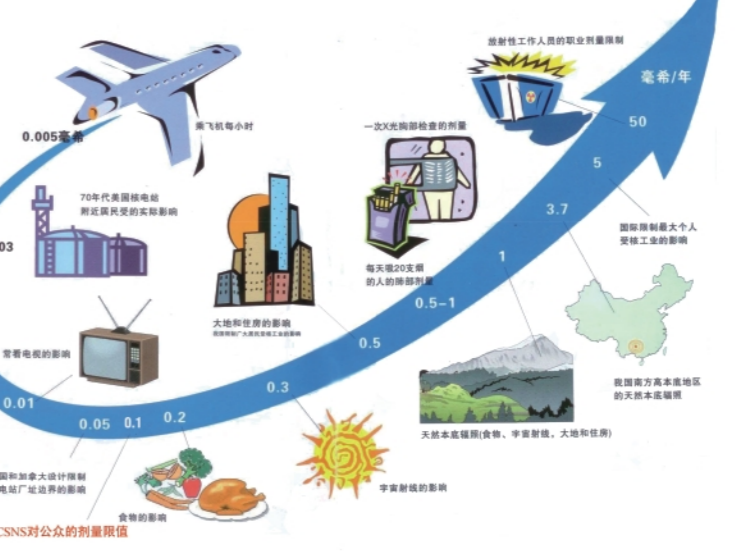 放射性工作人员的职业剂量限制
毫希/年
50
0.005毫希
乘飞机每小时
一次X光胸部检查的剂量
5
70年代美国核电站
附近居民受的实际影响
03
3.7
国际限制最大个人
受核工业的影响
每天吸20支烟
的人的肺部剂量
1
0.5-1
大地和住房的影响
0.5
常看电视的影响
我国南方高本底地区
的天然本底辐照
0.01
0.3
0.05
0.1
0.2
天然本底辐照(食物、宇宙射线、大地和住房)
国和加拿大设计限制
电站厂址边界的影响
宇宙射线的影响
食物的影响
CSNS对公众的剂量限值